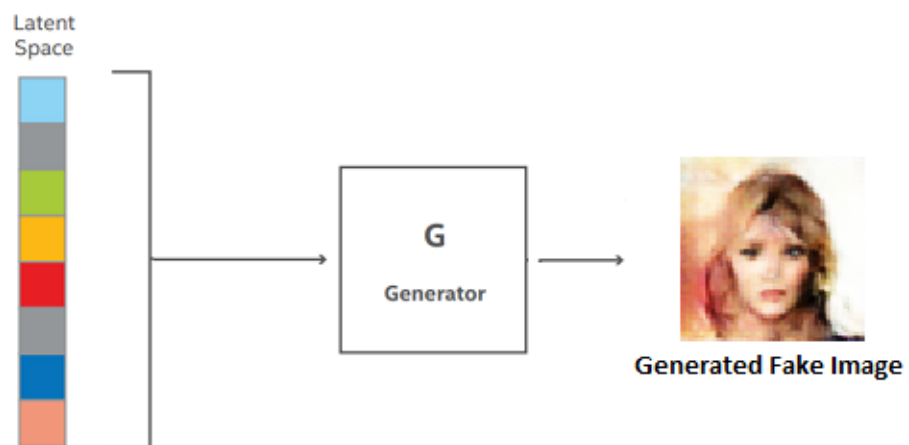 Latent
Space
G
Generator
Generated Fake Image